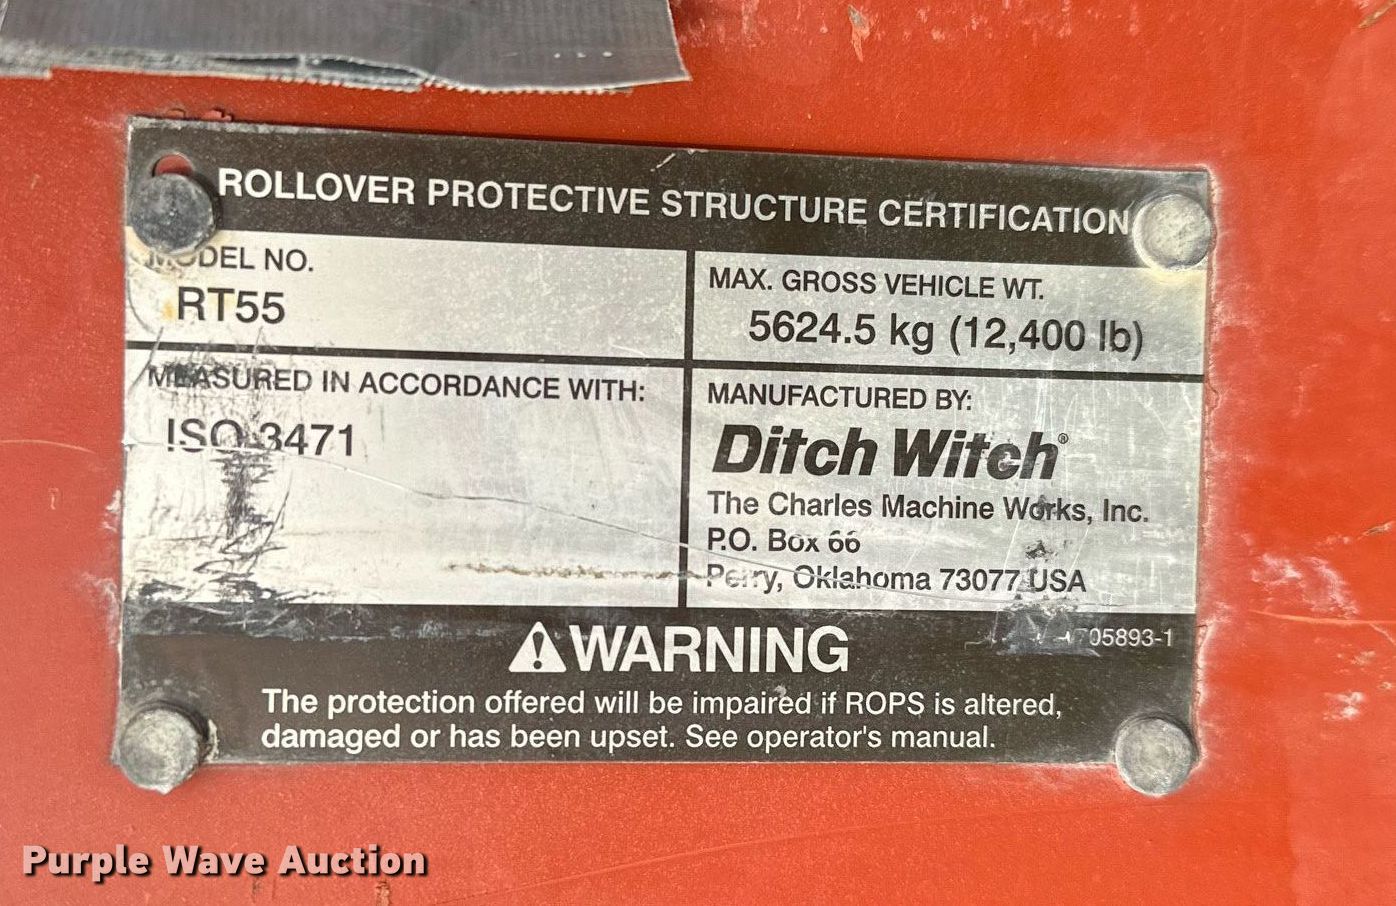 ROLLOVER PROTECTIVE STRUCTURE CERTIFICATION
MODEL NO.
RT55
MAX. GROSS VEHICLE WT.
5624.5 kg (12,400 lb)
MEASURED IN ACCORDANCE WITH:
ISO 3471
MANUFACTURED BY:
Ditch Witch®
The Charles Machine Works, Inc.
P.O. Box 66
Perry, Oklahoma 73077 USA
WARNING
05893-1
The protection offered will be impaired if ROPS is altered,
damaged or has been upset. See operator's manual.
Purple Wave Auction